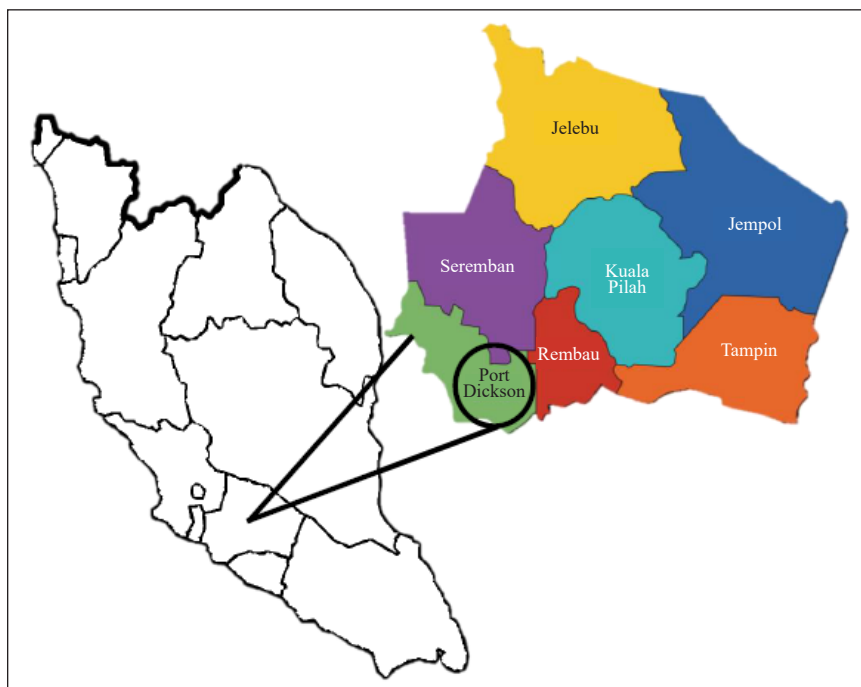 Jelebu
Jempol
Seremban
Kuala
Pilah
Rembau
Tampin
Port
Dickson